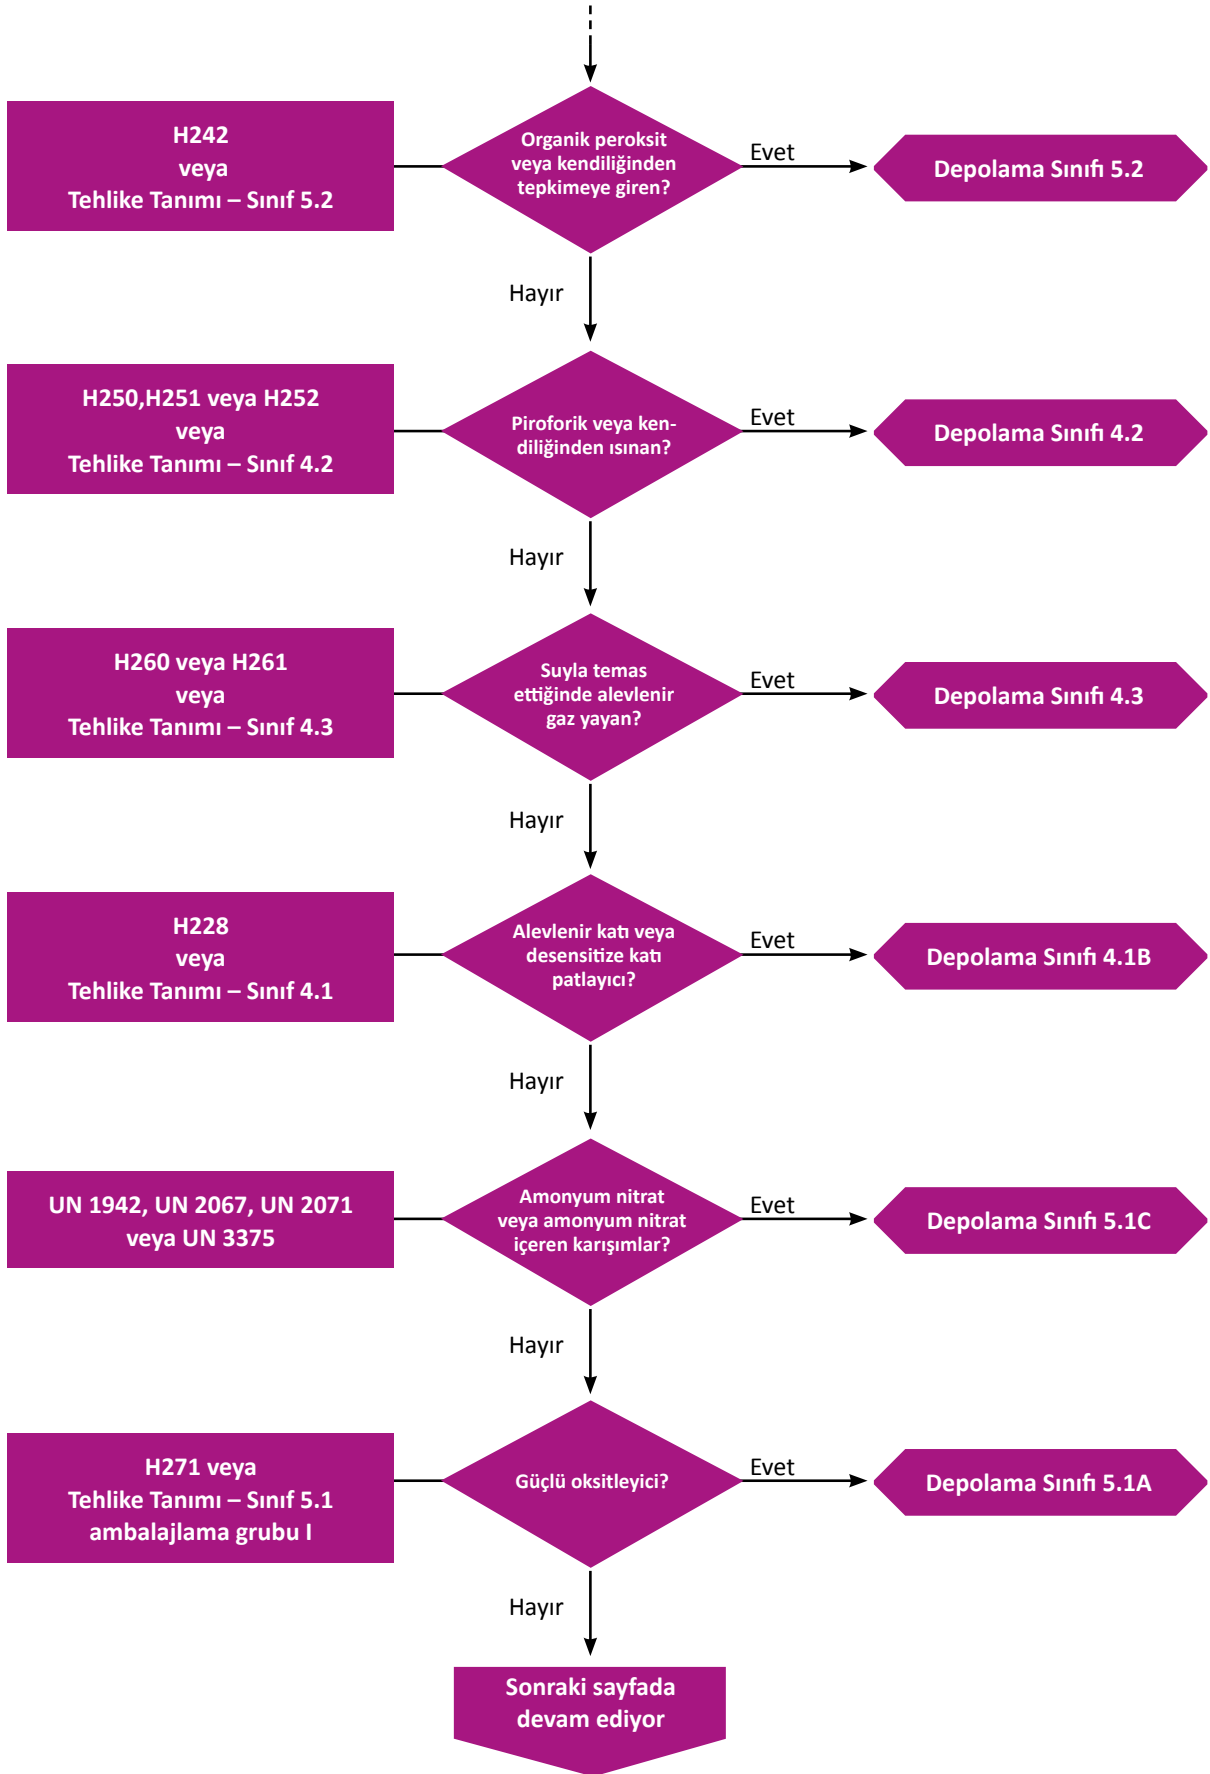 H242
veya
Tehlike Tanımı – Sınıf 5.2
Organik peroksit
veya kendiliğinden
tepkimeye giren?
Evet
Depolama Sınıfı 5.2
Hayır
H250,H251 veya H252
veya
Tehlike Tanımı – Sınıf 4.2
Piroforik veya ken-
diliğinden ısınan?
Evet
Depolama Sınıfı 4.2
Hayır
H260 veya H261
veya
Tehlike Tanımı – Sınıf 4.3
Suyla temas
ettiğinde alevlenir
gaz yayan?
Evet
Depolama Sınıfı 4.3
Hayır
H228
veya
Tehlike Tanımı – Sınıf 4.1
Alevlenir katı veya
desensitize katı
patlayıcı?
Evet
Depolama Sınıfı 4.1B
Hayır
UN 1942, UN 2067, UN 2071
veya UN 3375
Amonyum nitrat
veya amonyum nitrat
içeren karışımlar?
Evet
Depolama Sınıfı 5.1C
Hayır
H271 veya
Tehlike Tanımı – Sınıf 5.1
ambalajlama grubu I
Güçlü oksitleyici?
Evet
Depolama Sınıfı 5.1A
Hayır
Sonraki sayfada
devam ediyor